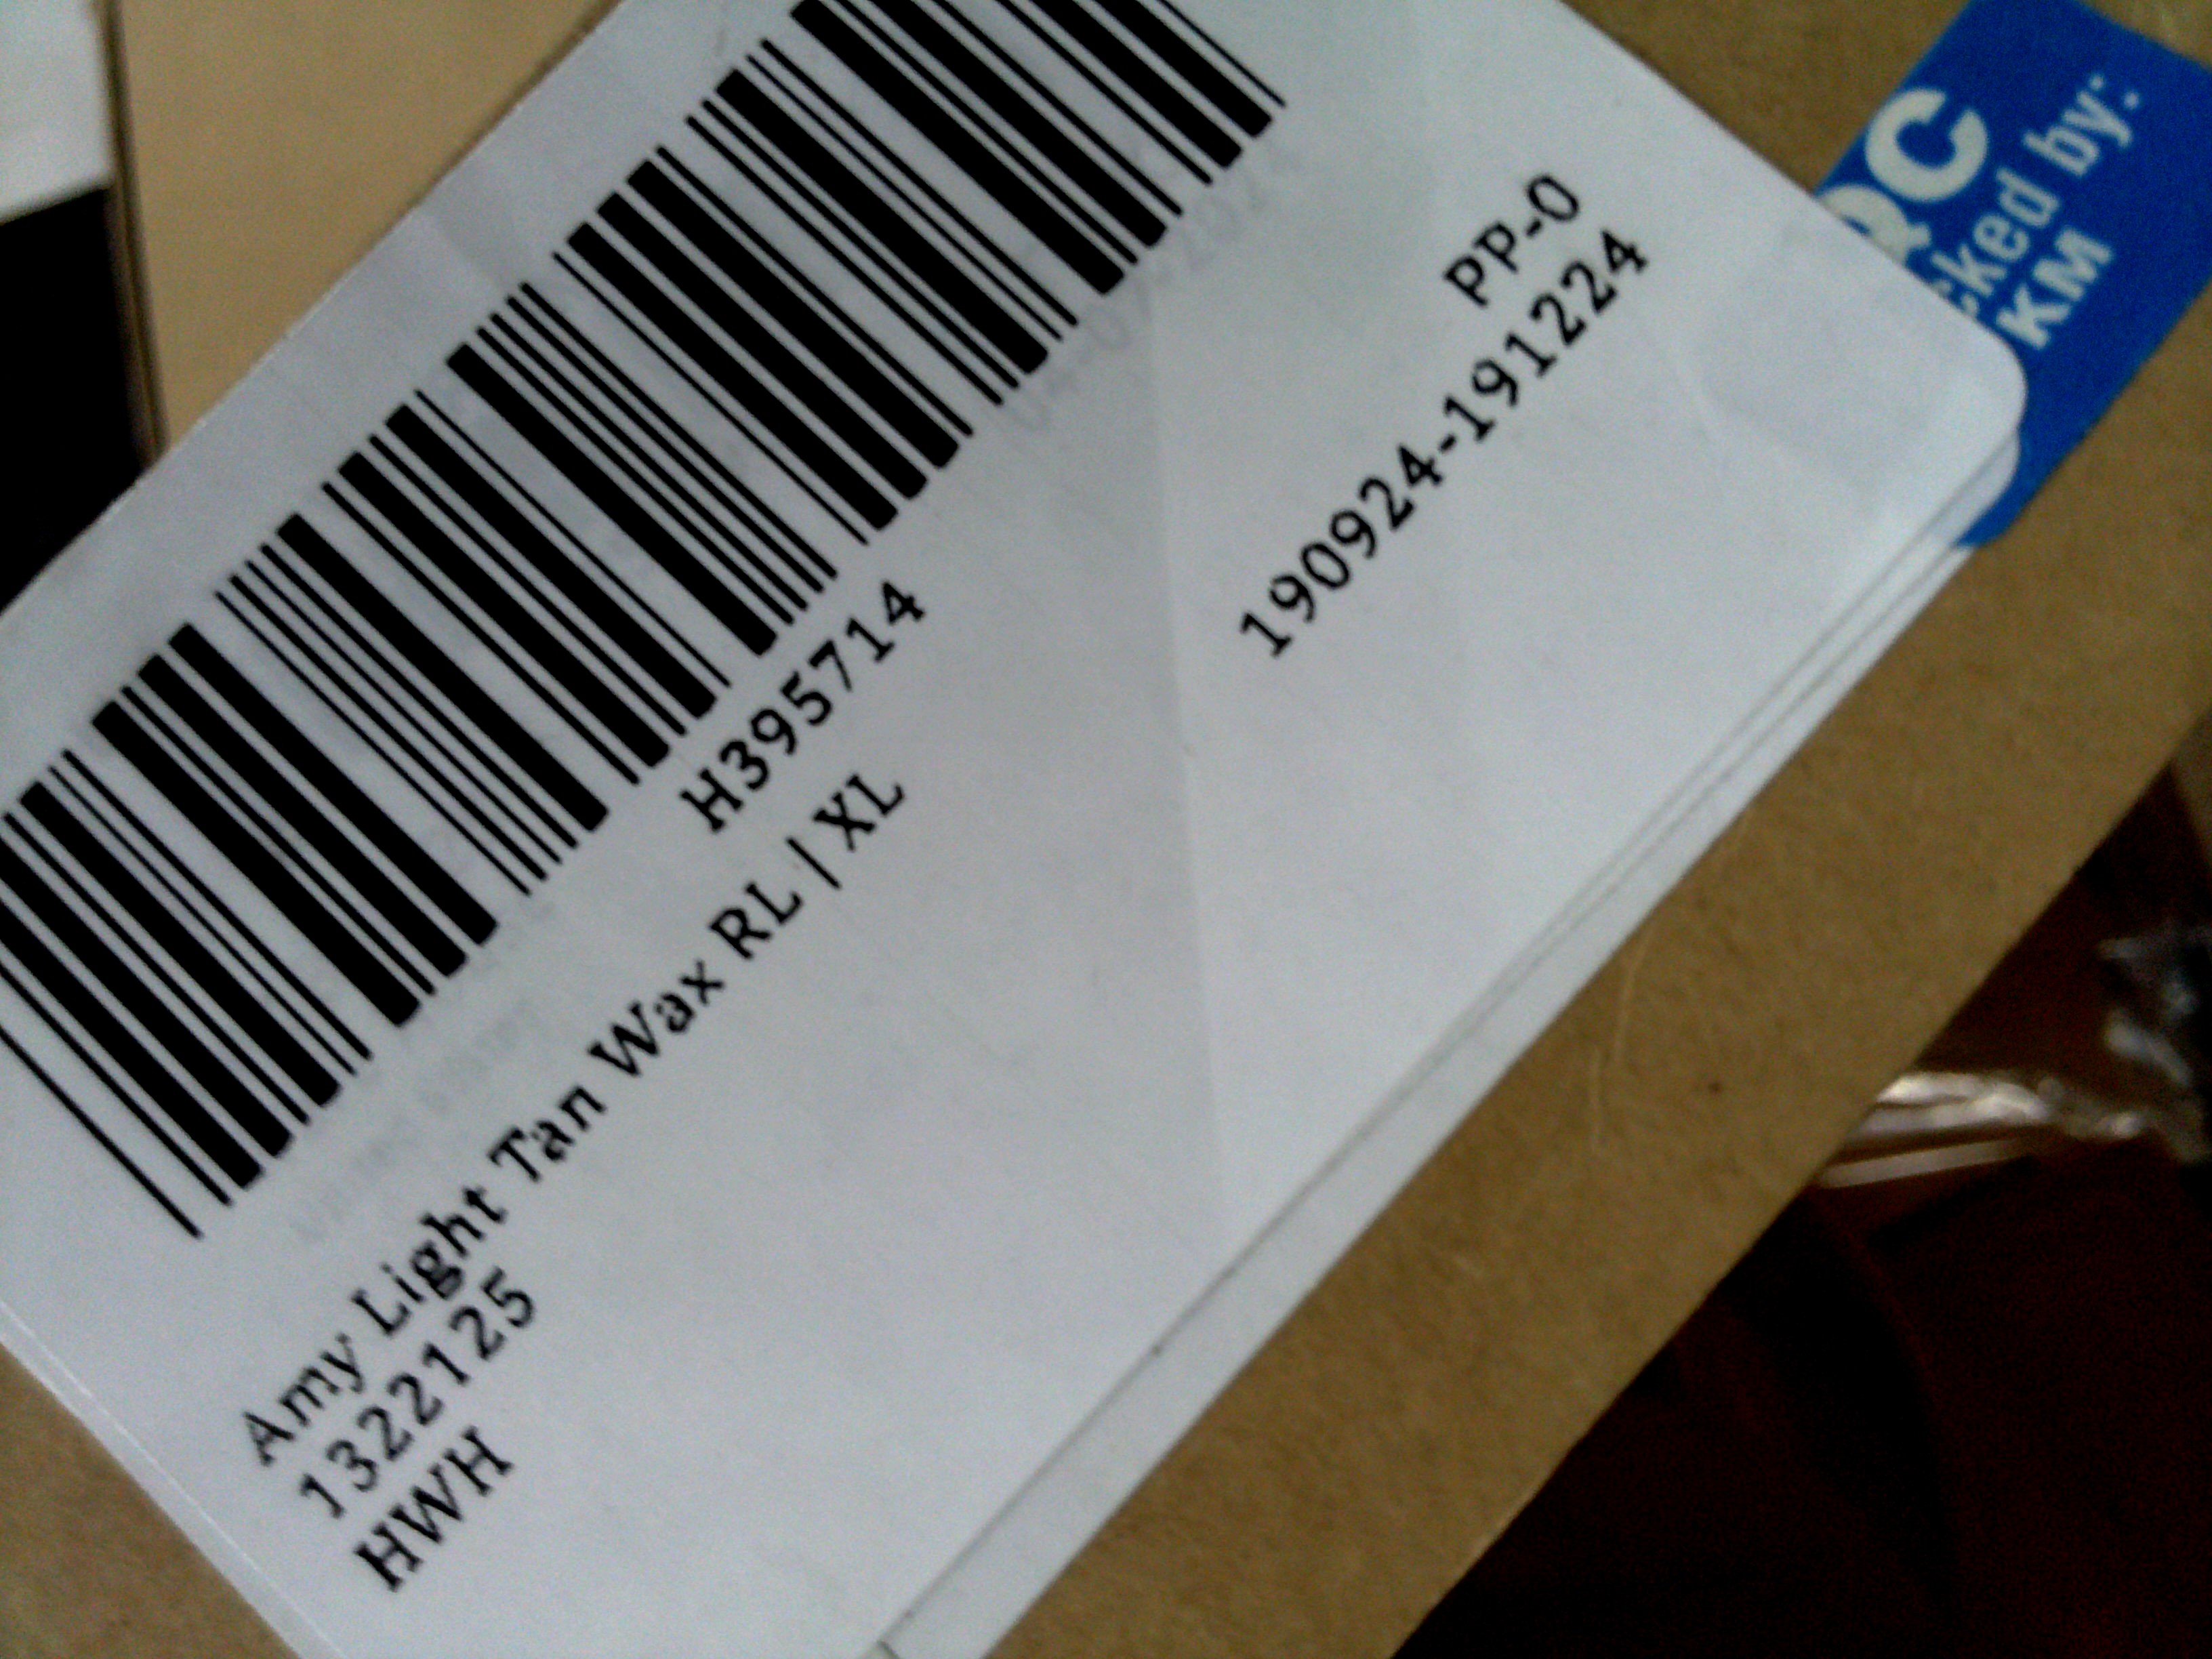 H395714
Amy Light Tan Wax RL | XL
1322125
HWH
PP-0
190924-191224
QC
cked by:
KM